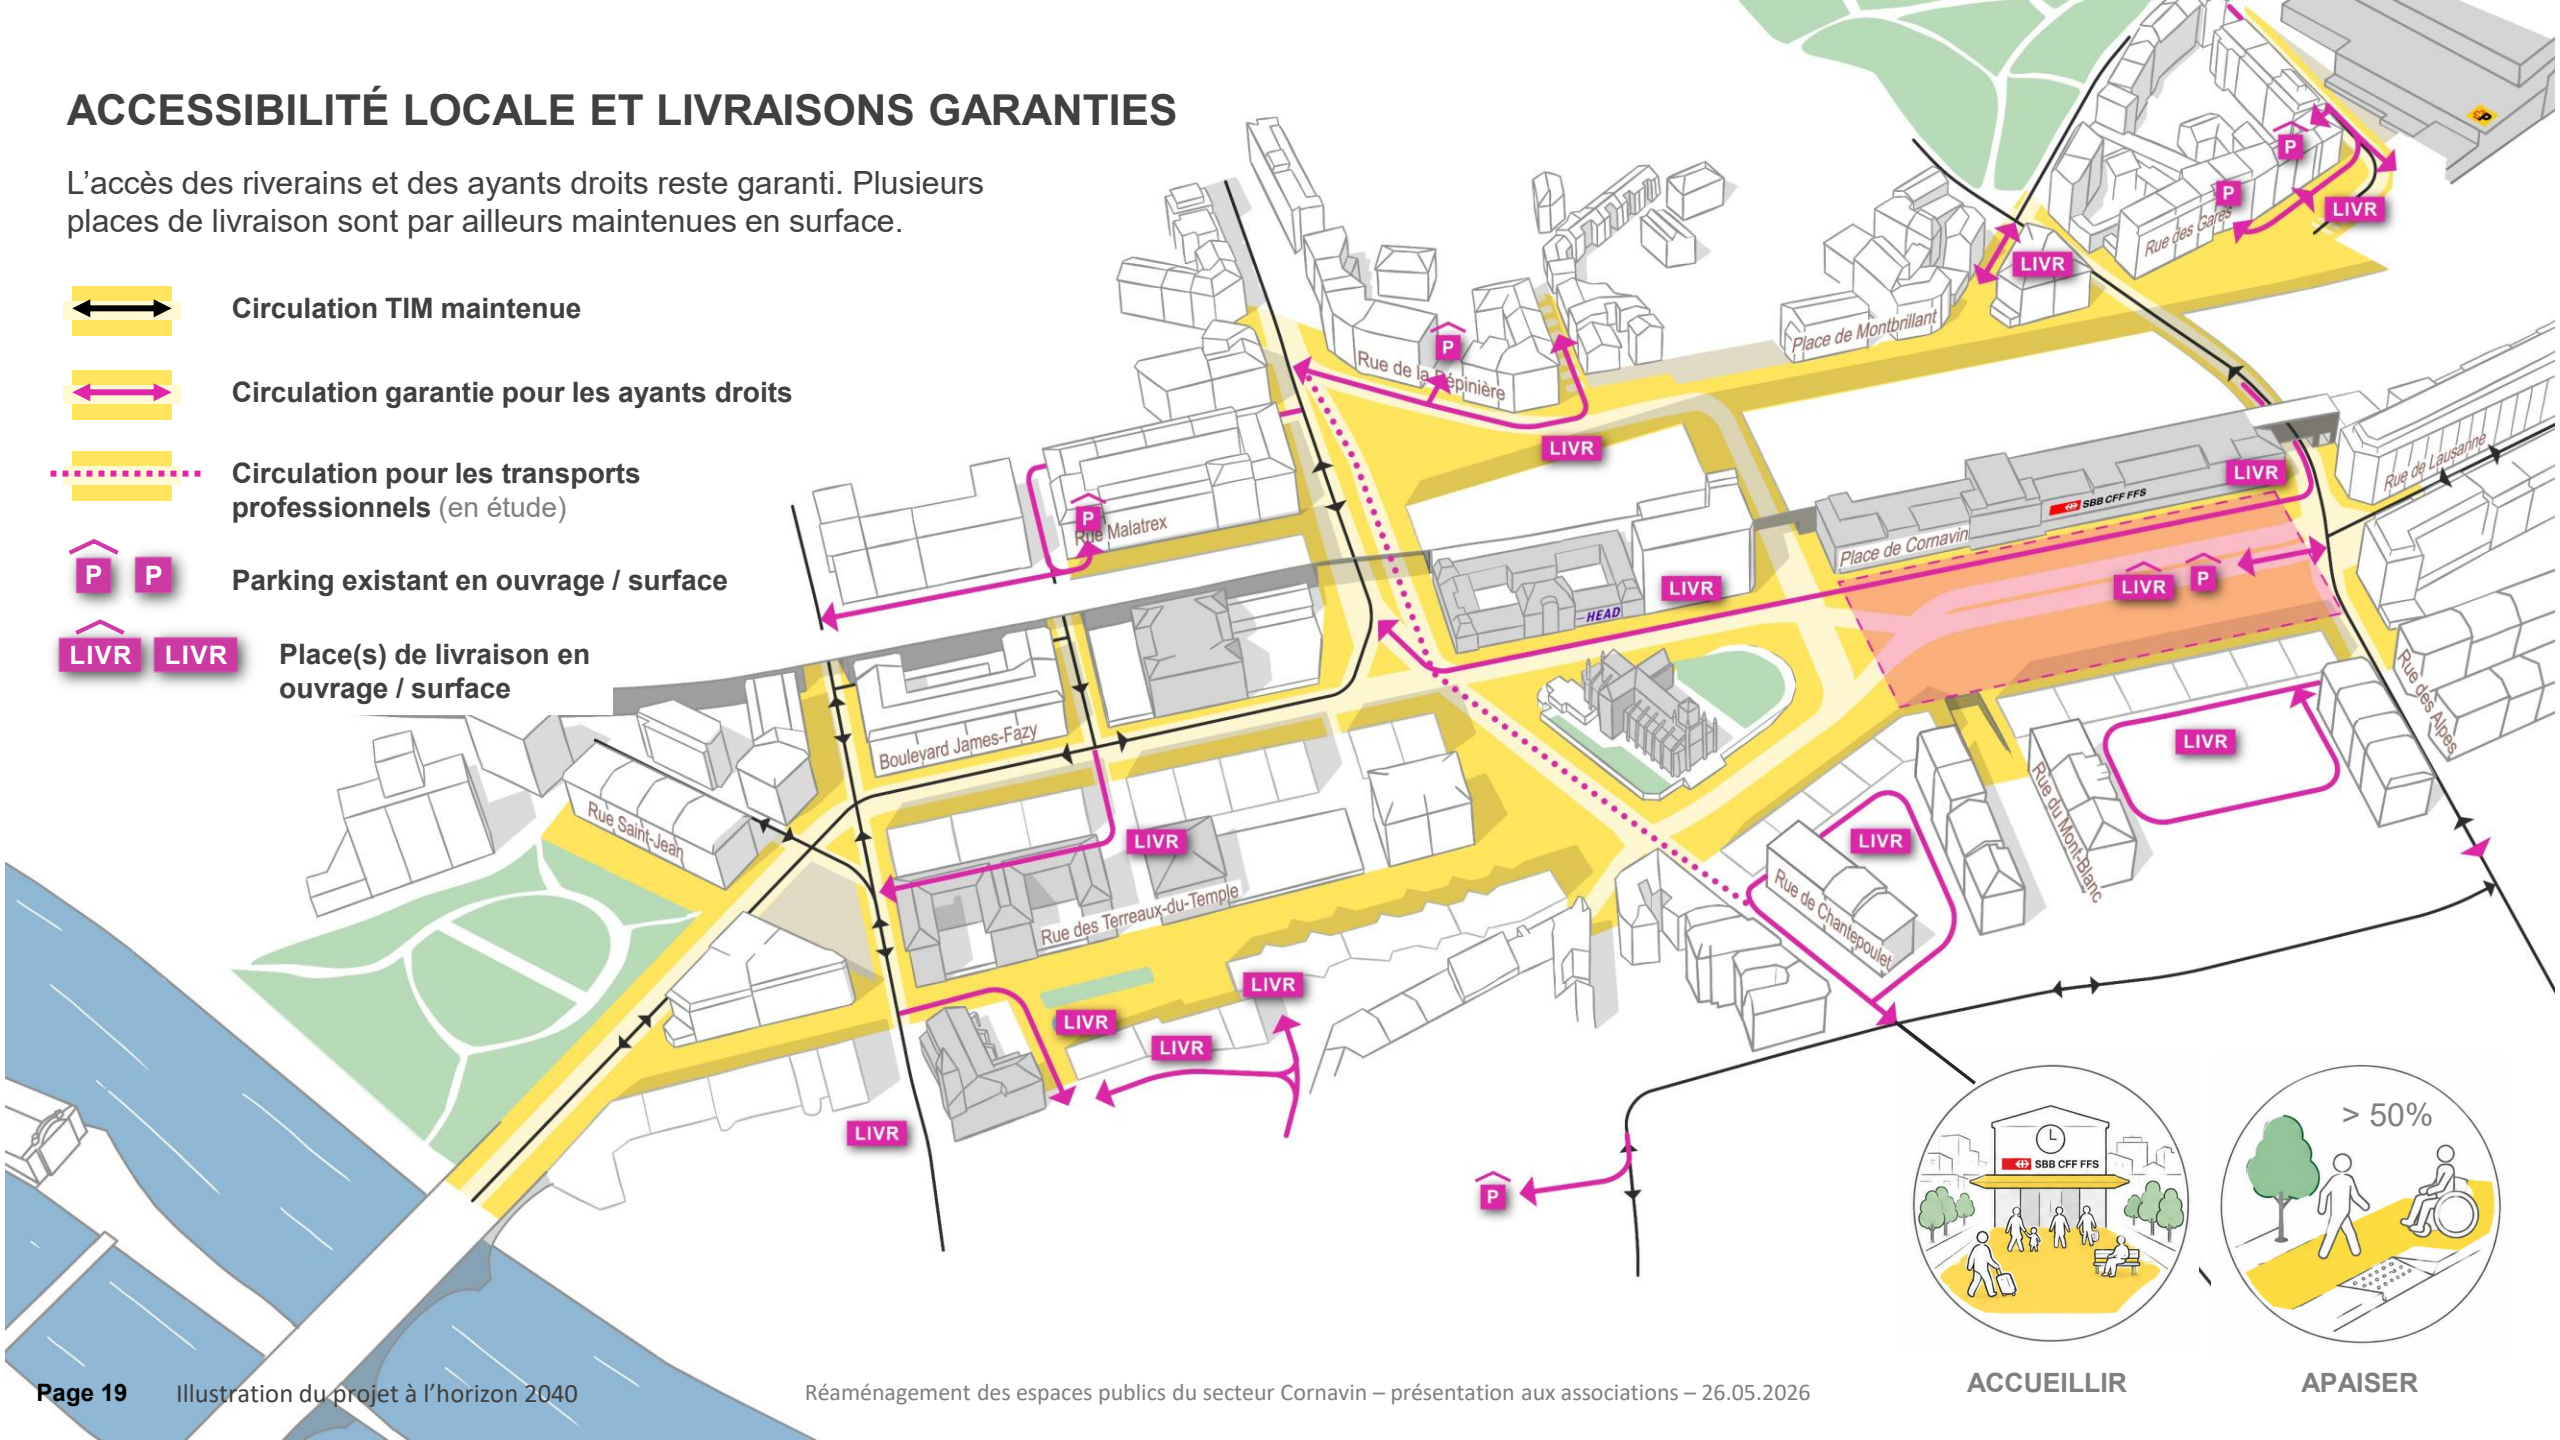 ACCESSIBILITÉ LOCALE ET LIVRAISONS GARANTIES
L'accès des riverains et des ayants droits reste garanti. Plusieurs
places de livraison sont par ailleurs maintenues en surface.
Circulation TIM maintenue
Circulation garantie pour les ayants droits
Circulation pour les transports
professionnels (en étude)
P P
Parking existant en ouvrage / surface
LIVR LIVR
Place(s) de livraison en
ouvrage / surface
P
P
P
LIVR
Rue des Gares
LIVR
Place de Montbrillant
P
Rue de la Pépinière
LIVR
Rue de Lausanne
LIVR
SBB CFF FFS
P
Rue Malatrex
Place de Cornavin
LIVR
LIVR
P
HEAD
Rue des Alpes
Boulevard James-Fazy
LIVR
Rue du Mont-Blanc
Rue Saint-Jean
LIVR
LIVR
Rue de Chantepoulet
Rue des Terreaux-du-Temple
LIVR
LIVR
LIVR
LIVR
P
SBB CFF FFS
> 50%
ACCUEILLIR
APAISER
Page 19
Illustration du projet à l'horizon 2040
Réaménagement des espaces publics du secteur Cornavin – présentation aux associations – 26.05.2026